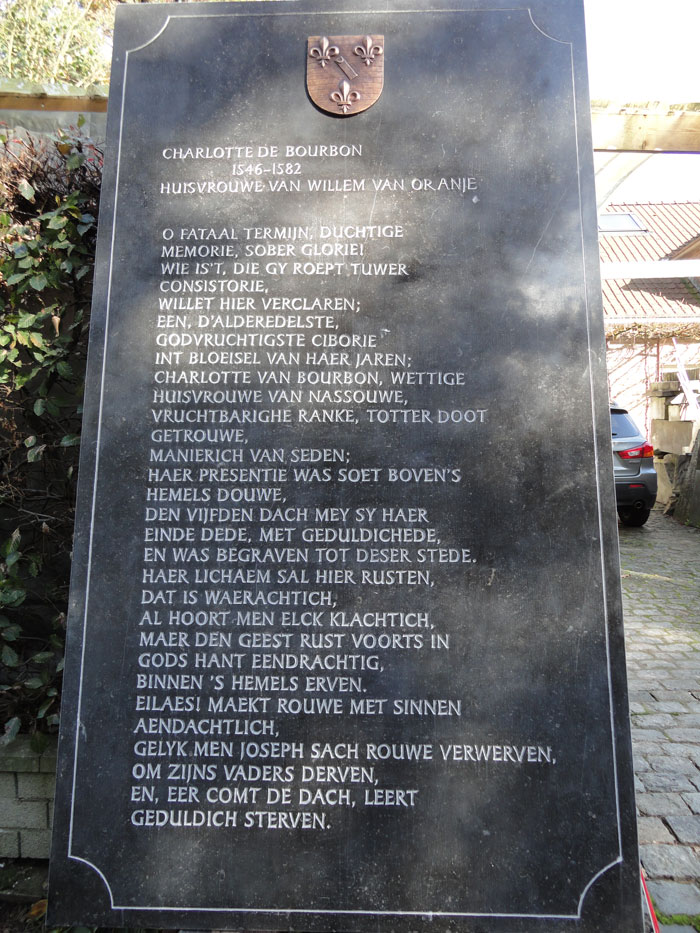 CHARLOTTE DE BOURBON
1546-1582
HUISVROUWE VAN WILLEM VAN ORANJE
O FATAAL TERMIJN, DUCHTIGE
MEMORIE, SOBER GLORIE!
WIE IS'T, DIE GY ROEPT TUWER
CONSISTORIE,
WILLET HIER VERCLAREN;
EEN, D'ALDEREDELSTE,
GODVRUCHTIGSTE CIBORIE
INT BLOEISEL VAN HAER JAREN;
CHARLOTTE VAN BOURBON, WETTIGE
HUISVROUWE VAN NASSOUWE,
VRUCHTBARIGHE RANKE, TOTTER DOOT
GETROUWE,
MANIERICH VAN SEDEN;
HAER PRESENTIE WAS SOET BOVEN'S
HEMELS DOUWE,
DEN VIJFDEN DACH MEY SY HAER
EINDE DEDE, MET GEDULDICHEDE,
EN WAS BEGRAVEN TOT DESER STEDE.
HAER LICHAEM SAL HIER RUSTEN,
DAT IS WAERACHTICH,
AL HOORT MEN ELCK KLACHTICH,
MAER DEN GEEST RUST VOORTS IN
GODS HANT EENDRACHTIG,
BINNEN 'S HEMELS ERVEN.
EILAES! MAEKT ROUWE MET SINNEN
AENDACHTLICH,
GELYK MEN JOSEPH SACH ROUWE VERWERVEN,
OM ZIJNS VADERS DERVEN,
EN, EER COMT DE DACH, LEERT
GEDULDICH STERVEN.